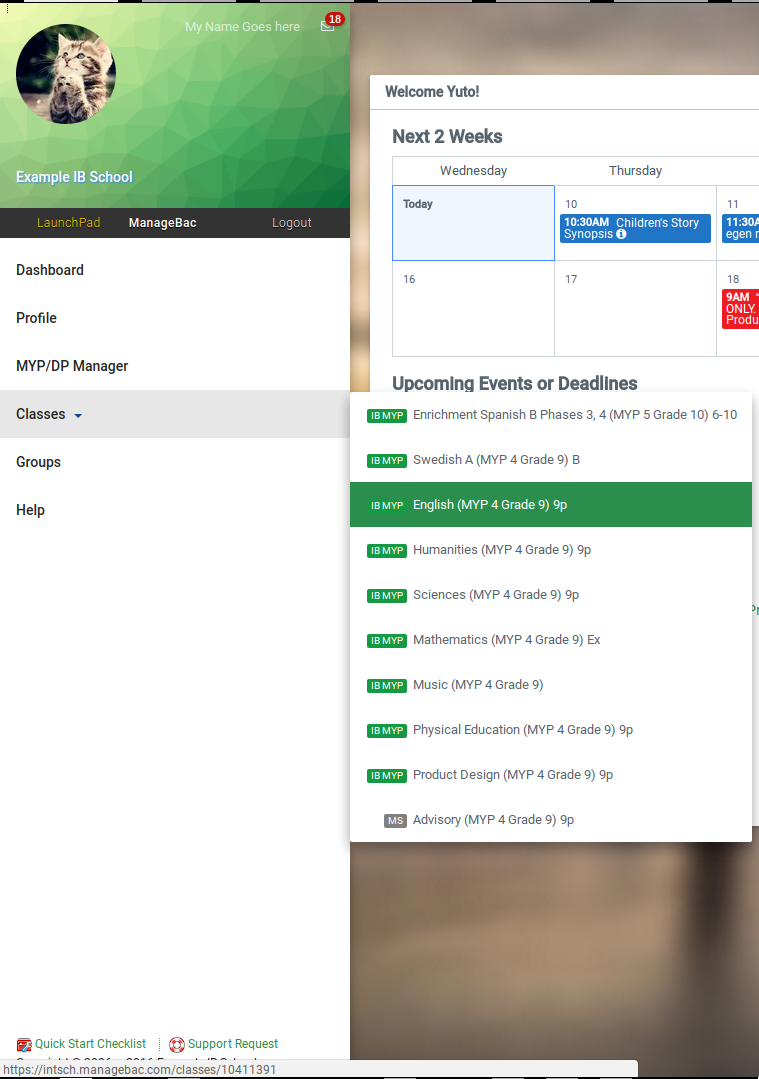 My Name Goes here
18
Example IB School
LaunchPad ManageBac Logout
Dashboard
Profile
MYP/DP Manager
Classes
Groups
Help
Welcome Yuto!
Next 2 Weeks
Wednesday Thursday
Today 10 11
10:30AM Children's Story
Synopsis
11:30A
egen
16 17 18
9AM
ONLY.
Produ
Upcoming Events or Deadlines
IB MYP Enrichment Spanish B Phases 3, 4 (MYP 5 Grade 10) 6-10
IB MYP Swedish A (MYP 4 Grade 9) B
IB MYP English (MYP 4 Grade 9) 9p
IB MYP Humanities (MYP 4 Grade 9) 9p
IB MYP Sciences (MYP 4 Grade 9) 9p
IB MYP Mathematics (MYP 4 Grade 9) Ex
IB MYP Music (MYP 4 Grade 9)
IB MYP Physical Education (MYP 4 Grade 9) 9p
IB MYP Product Design (MYP 4 Grade 9) 9p
MS Advisory (MYP 4 Grade 9) 9p
Quick Start Checklist Support Request
https://intsch.managebac.com/classes/10411391